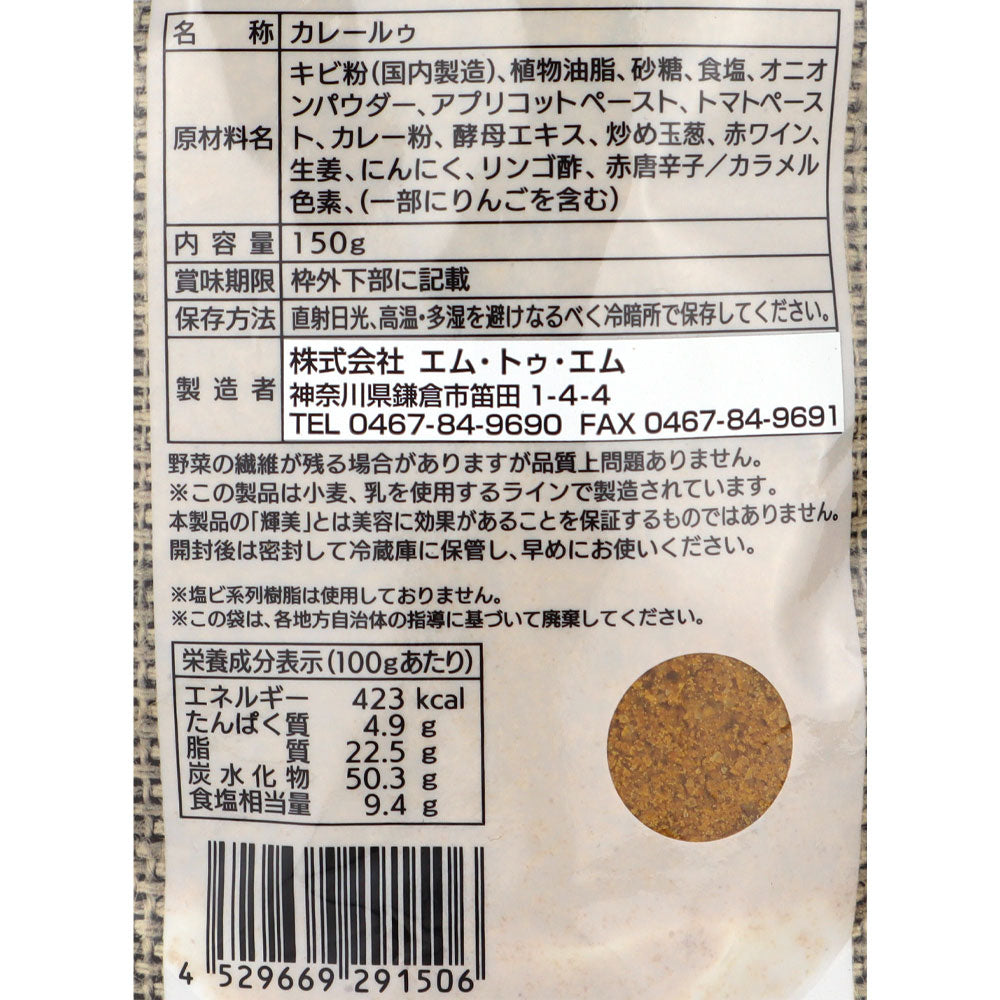 名称 カレールゥ
原材料名 キビ粉(国内製造)、植物油脂、砂糖、食塩、オニオ
ンパウダー、アプリコットペースト、トマトペース
ト、カレー粉、酵母エキス、炒め玉葱、赤ワイン、
生姜、にんにく、リンゴ酢、赤唐辛子/カラメル
色素、(一部にりんごを含む)
内容量 150g
賞味期限 枠外下部に記載
保存方法 直射日光、高温・多湿を避けなるべく冷暗所で保存してください。
製造者 株式会社 エム・トゥ・エム
神奈川県鎌倉市笛田 1-4-4
TEL 0467-84-9690 FAX 0467-84-9691
野菜の繊維が残る場合がありますが品質上問題ありません。
※この製品は小麦、乳を使用するラインで製造されています。
本製品の「輝美」とは美容に効果があることを保証するものではありません。
開封後は密封して冷蔵庫に保管し、早めにお使いください。
※塩ビ系列樹脂は使用しておりません。
※この袋は、各地方自治体の指導に基づいて廃棄してください。
栄養成分表示(100gあたり)
エネルギー 423 kcal
たんぱく質 4.9 g
脂質 22.5 g
炭水化物 50.3 g
食塩相当量 9.4 g
4 529669 291506